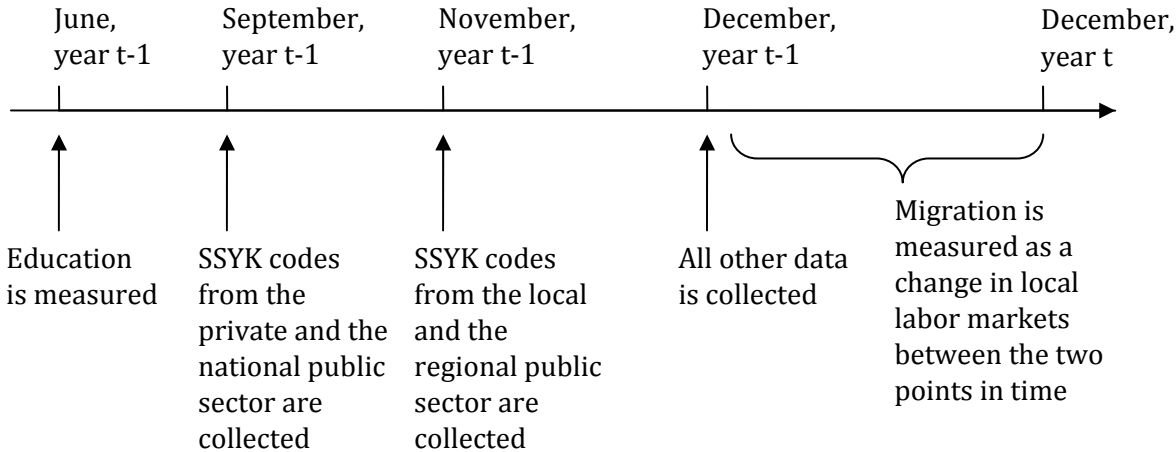 June,
year t-1
September,
year t-1
November,
year t-1
December,
year t-1
December,
year t
Education
is measured
SSYK codes
from the
private and the
national public
sector are
collected
SSYK codes
from the local
and the
regional public
sector are
collected
All other data
is collected
Migration is
measured as a
change in local
labor markets
between the two
points in time